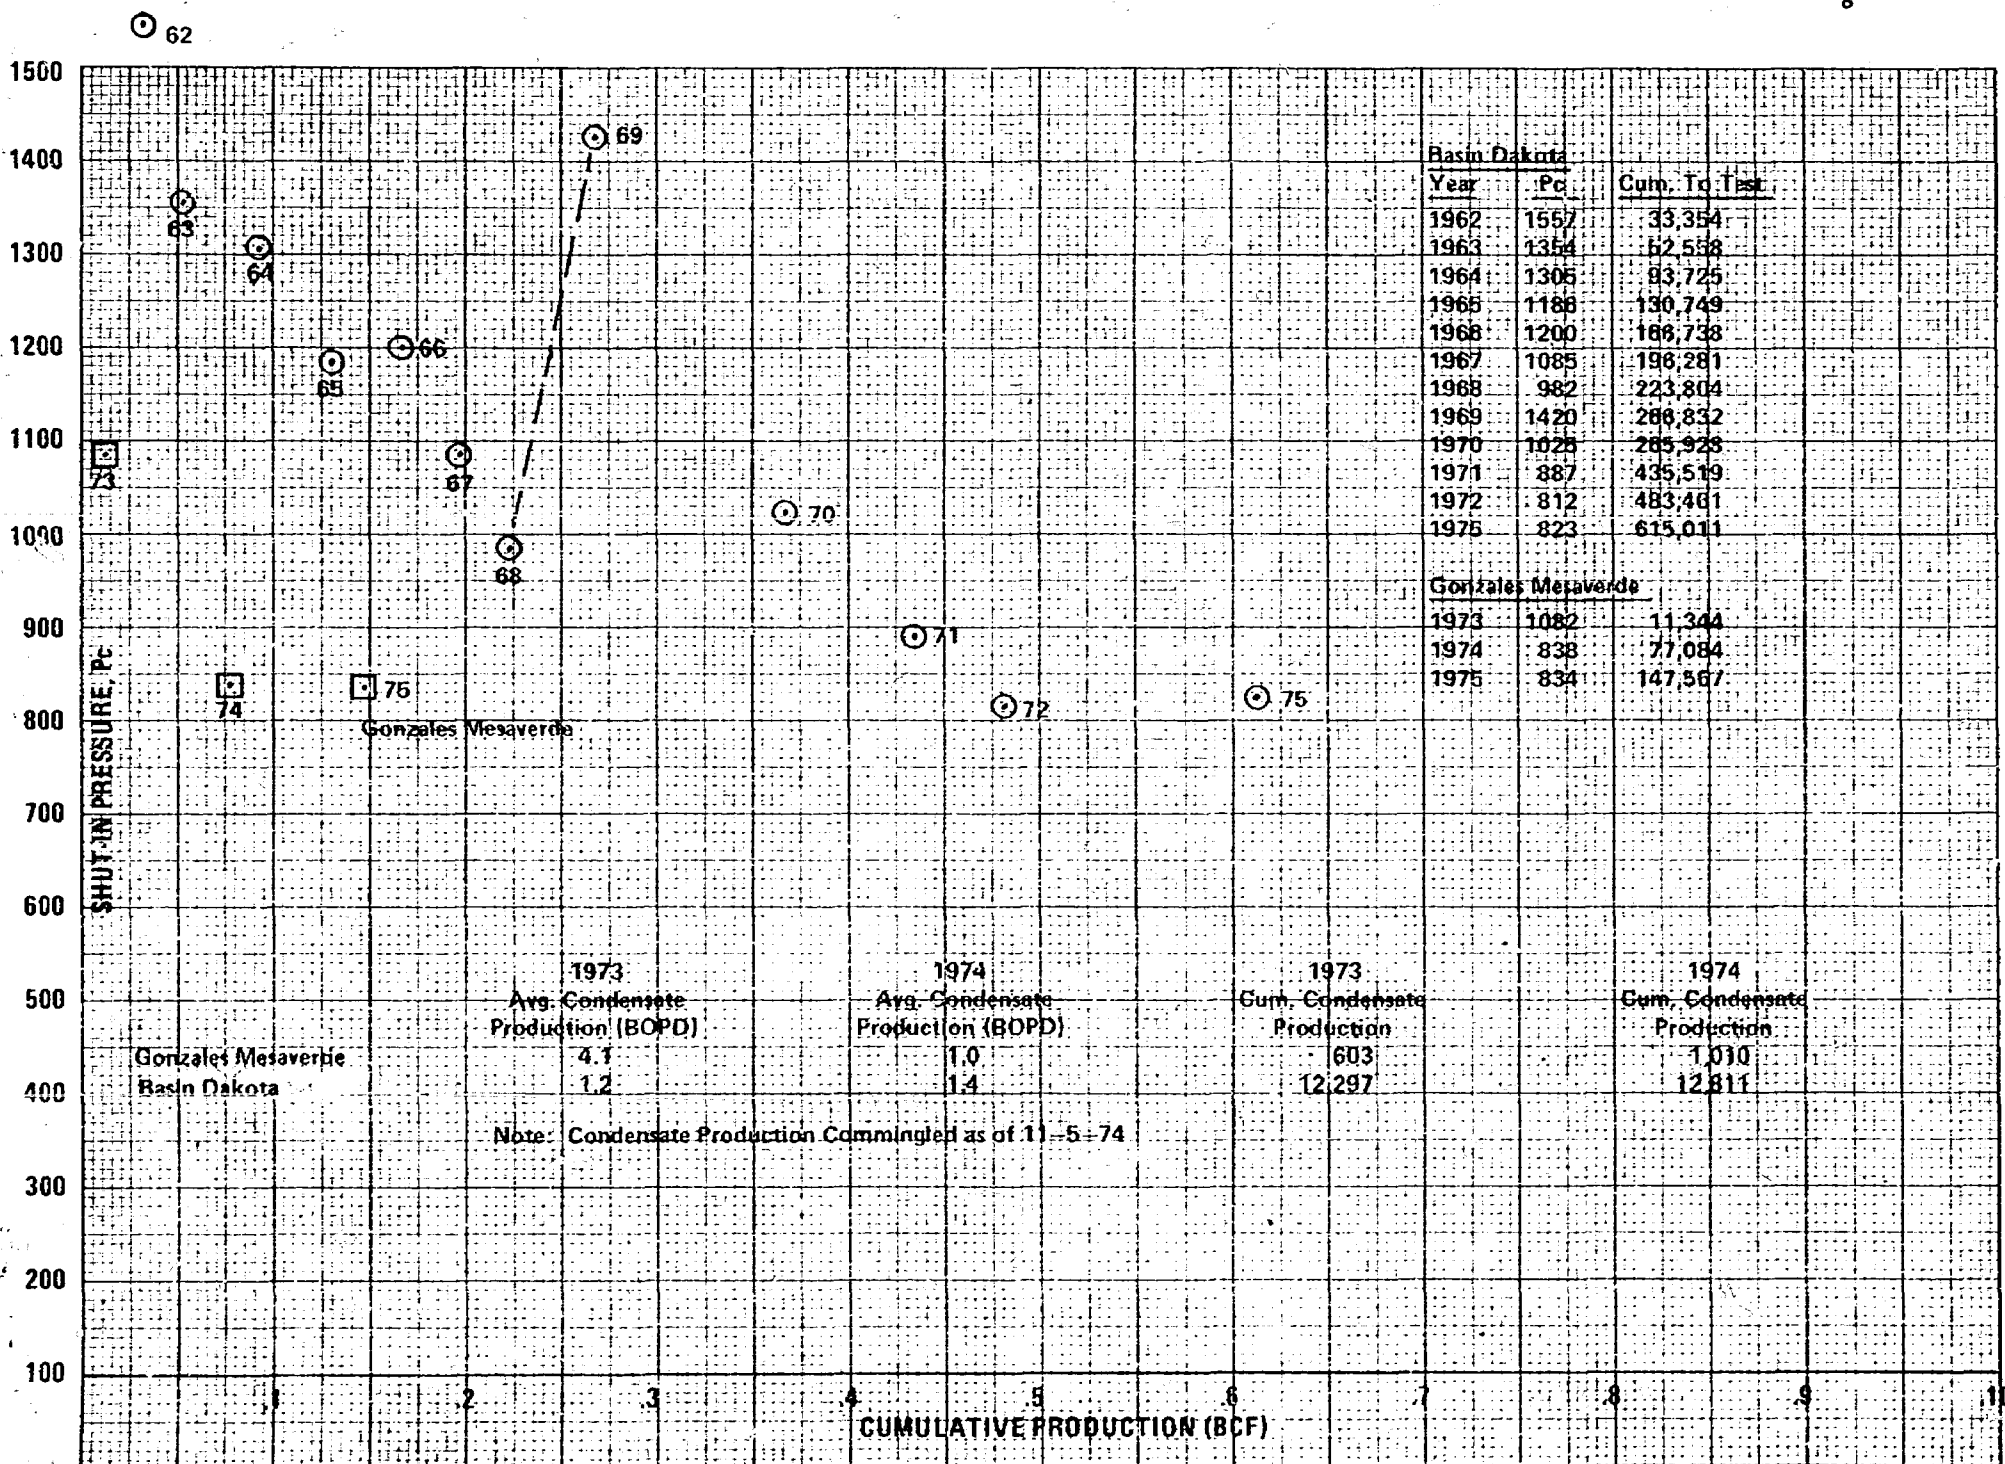 8
62
1500
1400
1300
1200
1100
1000
900
800
700
600
500
400
300
200
100
SHUT-IN PRESSURE, Pc
69
63
64
65
66
73
67
68
70
71
74
75
Gonzales Mesaverde
72
75
Basin Dakota
Year Pc Cum. To Test
1962 1557 33,354
1963 1354 52,558
1964 1305 93,725
1965 1186 130,749
1966 1200 166,738
1967 1085 196,281
1968 982 223,804
1969 1420 266,832
1970 1025
1971 887 435,519
1972 812 483,461
1975 823 615,011
Gonzales Mesaverde
1973 1082 11,344
1974 838 77,084
1975 834 147,567
1973 1974 1973 1974
Avg. Condensate Avg. Condensate Cum. Condensate Cum. Condensate
Production (BOPD) Production (BOPD) Production Production
Gonzales Mesaverde 4.1 1.0 603 1,010
Basin Dakota 1.2 1.4 12,297 12,811
Note: Condensate Production Commingled as of 11-5-74
.1 .2 .3 .4 .5 .6 .7 .8 .9
CUMULATIVE PRODUCTION (BCF)